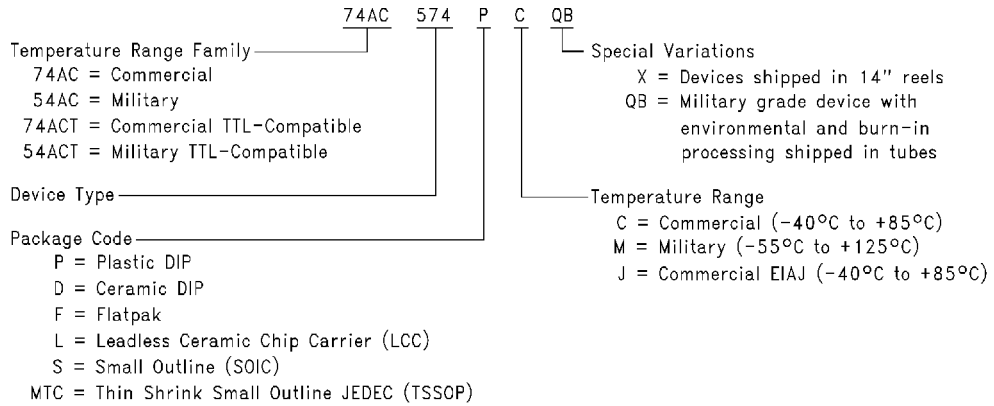 74AC 574 P C QB
Temperature Range Family
74AC = Commercial
54AC = Military
74ACT = Commercial TTL-Compatible
54ACT = Military TTL-Compatible
Device Type
Package Code
P = Plastic DIP
D = Ceramic DIP
F = Flatpak
L = Leadless Ceramic Chip Carrier (LCC)
S = Small Outline (SOIC)
MTC = Thin Shrink Small Outline JEDEC (TSSOP)
Special Variations
X = Devices shipped in 14" reels
QB = Military grade device with
environmental and burn-in
processing shipped in tubes
Temperature Range
C = Commercial (-40°C to +85°C)
M = Military (-55°C to +125°C)
J = Commercial EIAJ (-40°C to +85°C)